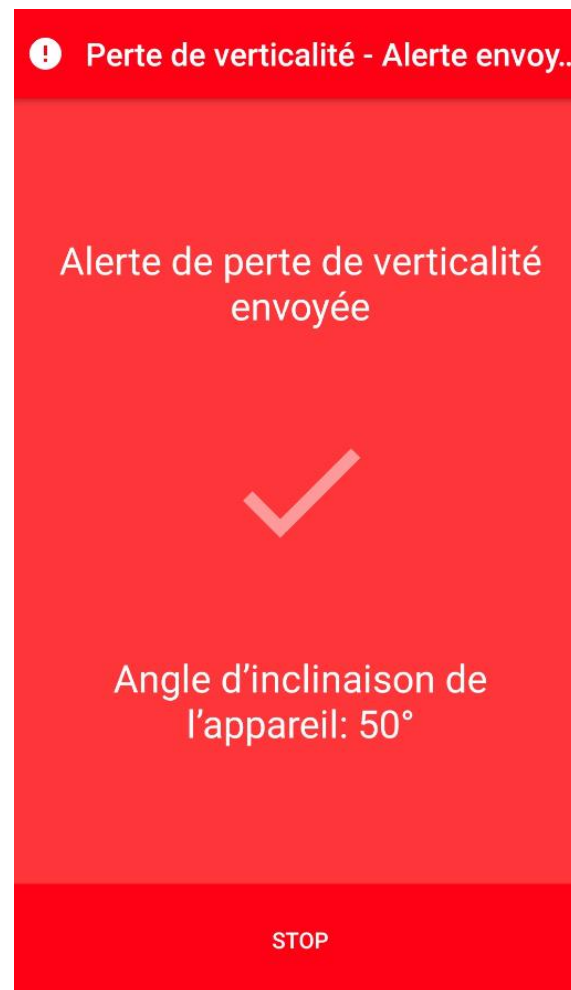 Perte de verticalité - Alerte envoy..
Alerte de perte de verticalité
envoyée
Angle d’inclinaison de
l’appareil: 50°
STOP